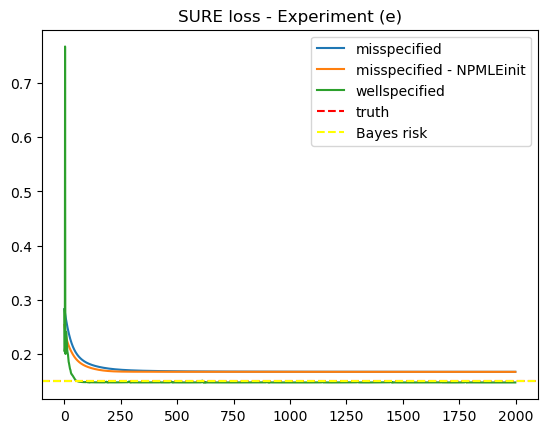 SURE loss - Experiment (e)
misspecified
misspecified - NPMLEinit
wellspecified
truth
Bayes risk
0.7
0.6
0.5
0.4
0.3
0.2
0 250 500 750 1000 1250 1500 1750 2000